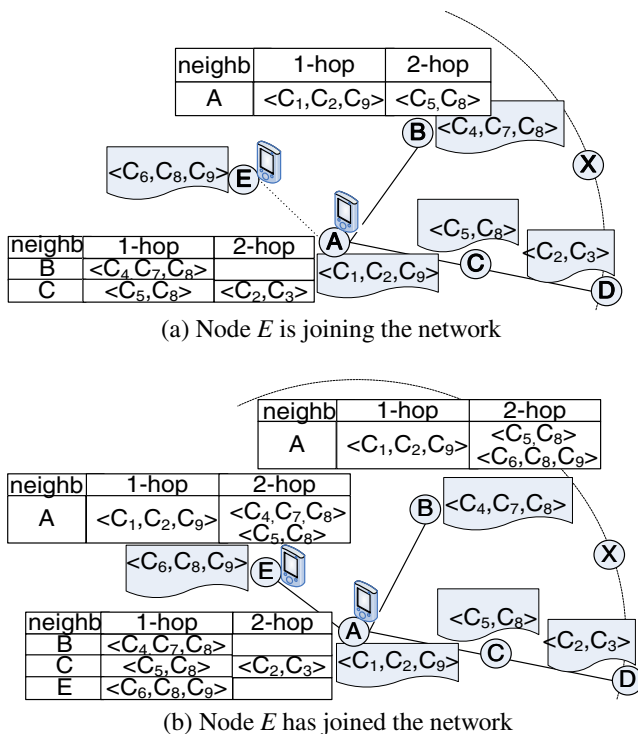 neighb 1-hop 2-hop
A <C1,C2,C9> <C5,C8>
B <C4,C7,C8>
X
<C6,C8,C9> E
A <C5,C8>
neighb 1-hop 2-hop
B <C4,C7,C8>
C <C5,C8> <C2,C3>
<C1,C2,C9> C <C2,C3>
D
(a) Node E is joining the network
neighb 1-hop 2-hop
A <C1,C2,C9> <C5,C8>
<C6,C8,C9>
neighb 1-hop 2-hop
A <C1,C2,C9> <C4,C7,C8>
<C5,C8>
B <C4,C7,C8>
X
<C6,C8,C9> E
A <C5,C8>
neighb 1-hop 2-hop
B <C4,C7,C8>
C <C5,C8> <C2,C3>
E <C6,C8,C9>
<C1,C2,C9> C <C2,C3>
D
(b) Node E has joined the network